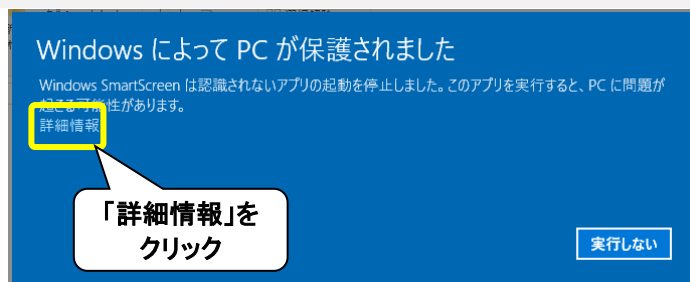 Windows によって PC が保護されました
Windows SmartScreen は認識されないアプリの起動を停止しました。このアプリを実行すると、PC に問題が
起こる可能性があります。
詳細情報
「詳細情報」を
クリック
実行しない